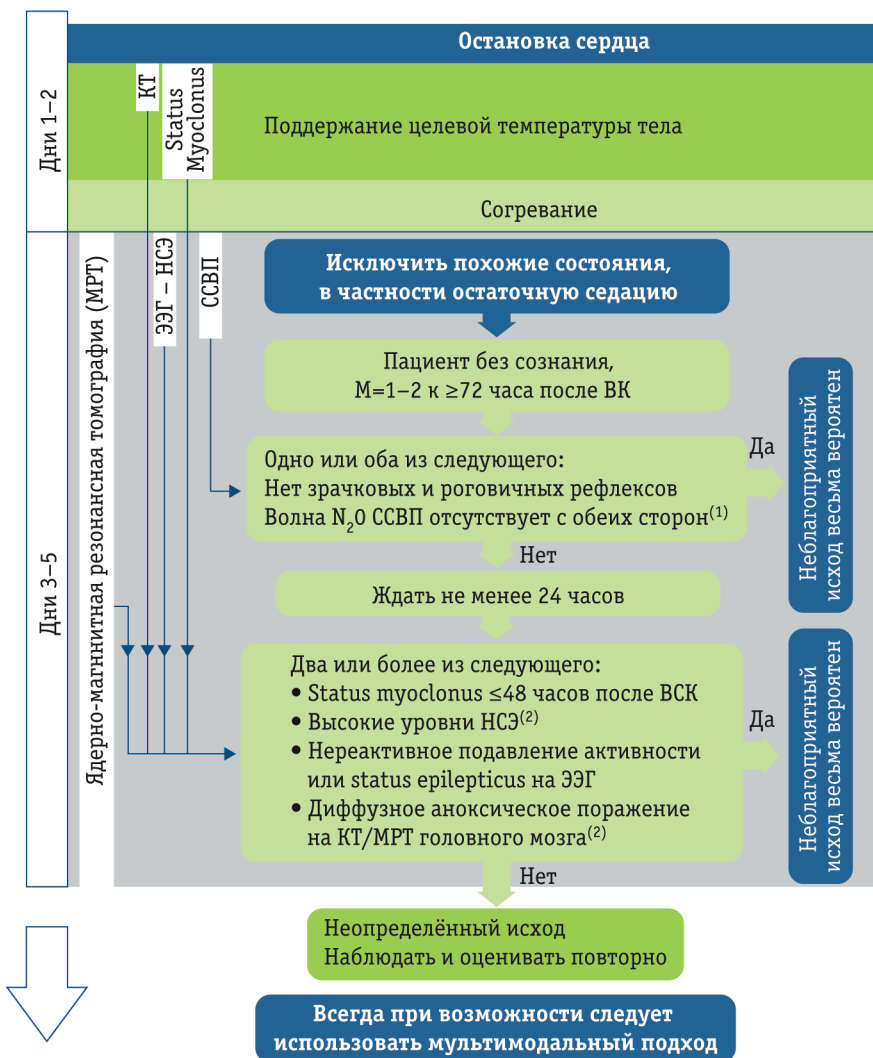 Остановка сердца
Дни 1–2
КТ
Status
Myoclonus
Поддержание целевой температуры тела
Согревание
Дни 3–5
Ядерно-магннитная резонансная томография (МРТ)
ЭЭГ – НСЭ
ССВП
Исключить похожие состояния,
в частности остаточную седацию
Пациент без сознания,
М=1–2 к ≥72 часа после ВК
Одно или оба из следующего:
Нет зрачковых и роговичных рефлексов
Волна N₂0 ССВП отсутствует с обеих сторон⁽¹⁾
Да
Неблагоприятный
исход весьма вероятен
Нет
Ждать не менее 24 часов
Два или более из следующего:
• Status myoclonus ≤48 часов после ВСК
• Высокие уровни НСЭ⁽²⁾
• Нереактивное подавление активности
или status epilepticus на ЭЭГ
• Диффузное аноксическое поражение
на КТ/МРТ головного мозга⁽²⁾
Да
Неблагоприятный
исход весьма вероятен
Нет
Неопределённый исход
Наблюдать и оценивать повторно
Всегда при возможности следует
использовать мультимодальный подход